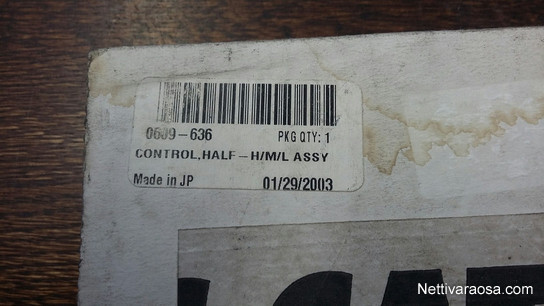 0609-636 PKG QTY: 1
CONTROL,HALF-H/M/L ASSY
Made in JP 01/29/2003
Nettivaraosa.com